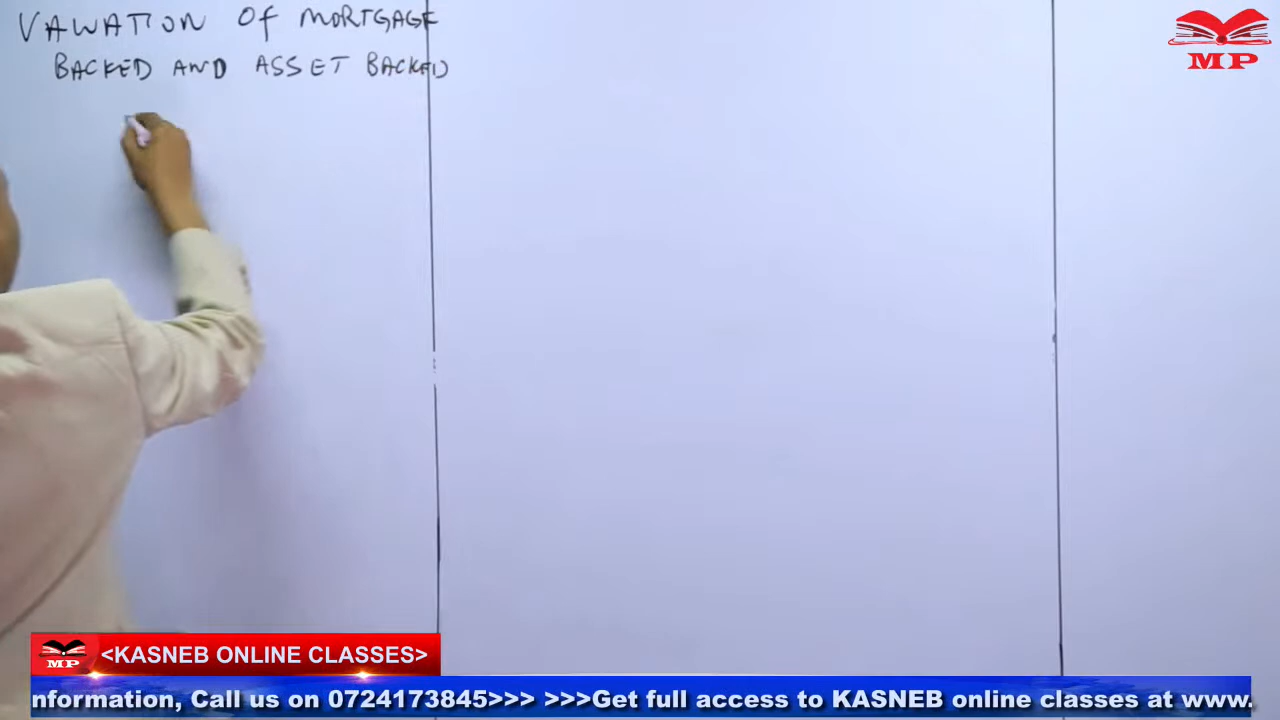 VALUATION OF MORTGAGE
BACKED AND ASSET BACKED
MP
MP
<KASNEB ONLINE CLASSES>
nformation, Call us on 0724173845>>> >>>Get full access to KASNEB online classes at www.